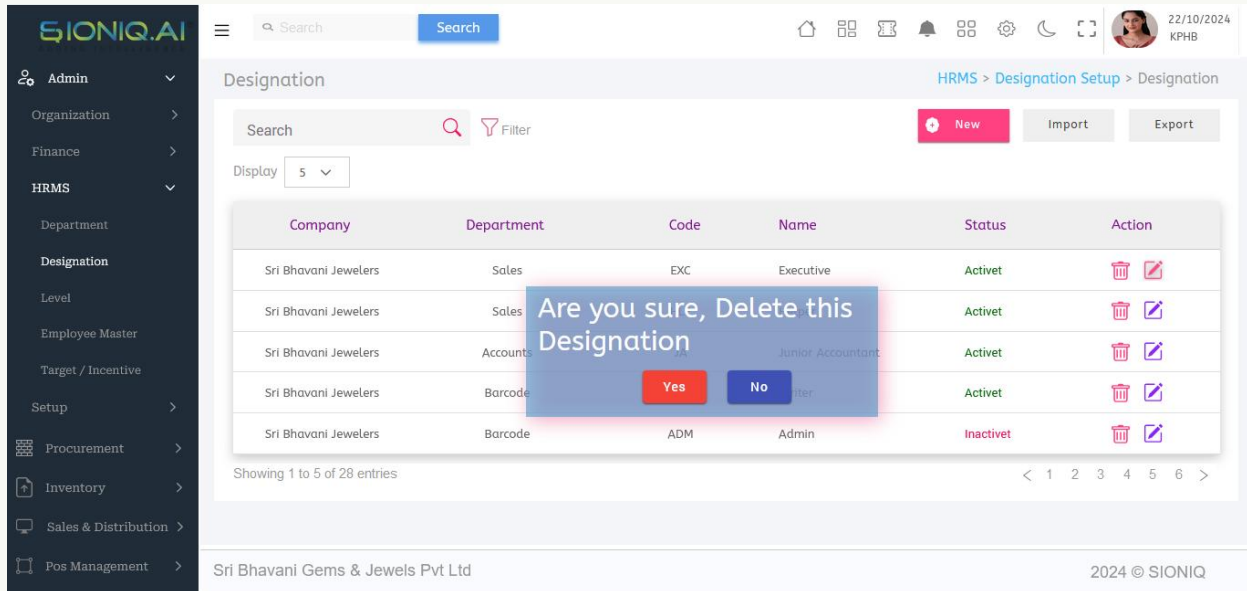 SIONIQ.AI
Search
Search
22/10/2024
KPHB
Admin
Organization
Finance
HRMS
Department
Designation
Level
Employee Master
Target / Incentive
Setup
Procurement
Inventory
Sales & Distribution
Pos Management
Designation
HRMS > Designation Setup > Designation
Search
Filter
New
Import
Export
Display 5
Company Department Code Name Status Action
Sri Bhavani Jewelers Sales EXC Executive Activet
Sri Bhavani Jewelers Sales Activet
Sri Bhavani Jewelers Accounts JA Junior Accountant Activet
Sri Bhavani Jewelers Barcode Activet
Sri Bhavani Jewelers Barcode ADM Admin Inactivet
Are you sure, Delete this
Designation
Yes No
Showing 1 to 5 of 28 entries
< 1 2 3 4 5 6 >
Sri Bhavani Gems & Jewels Pvt Ltd
2024 © SIONIQ